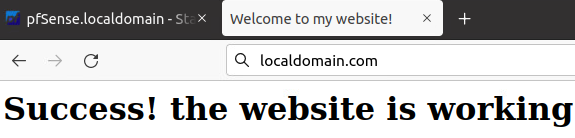 pfSense.localdomain - Sta
Welcome to my website!
localdomain.com
Success! the website is working